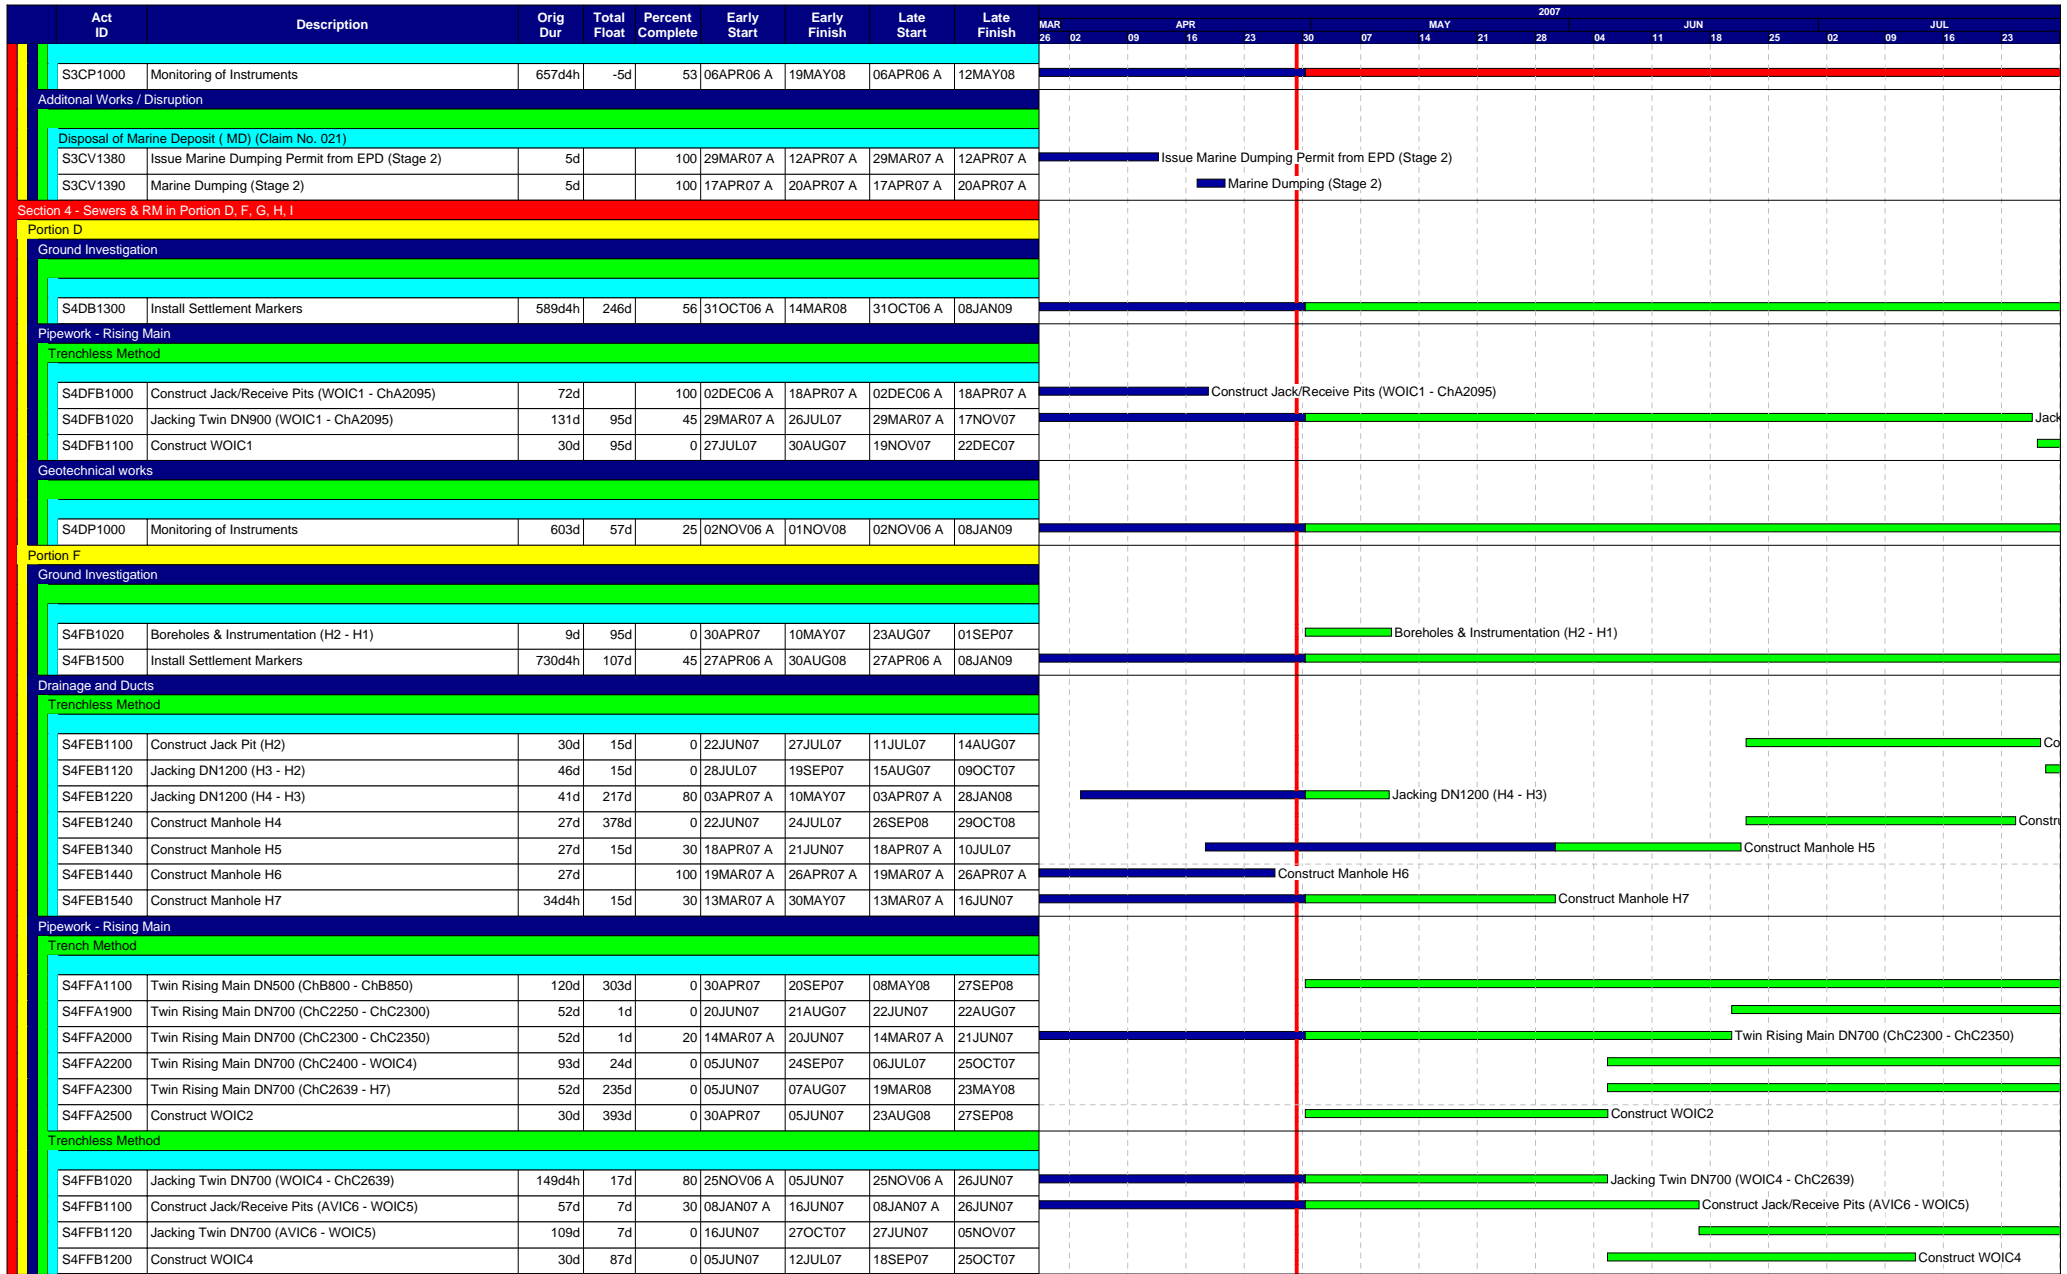 Act ID Description Orig Dur Total Float Percent Complete Early Start Early Finish Late Start Late Finish
2007
MAR APR MAY JUN JUL
26 02 09 16 23 30 07 14 21 28 04 11 18 25 02 09 16 23
S3CP1000 Monitoring of Instruments 657d4h -5d 53 06APR06 A 19MAY08 06APR06 A 12MAY08
Additonal Works / Disruption
Disposal of Marine Deposit ( MD) (Claim No. 021)
S3CV1380 Issue Marine Dumping Permit from EPD (Stage 2) 5d 100 29MAR07 A 12APR07 A 29MAR07 A 12APR07 A Issue Marine Dumping Permit from EPD (Stage 2)
S3CV1390 Marine Dumping (Stage 2) 5d 100 17APR07 A 20APR07 A 17APR07 A 20APR07 A Marine Dumping (Stage 2)
Section 4 - Sewers & RM in Portion D, F, G, H, I
Portion D
Ground Investigation
S4DB1300 Install Settlement Markers 589d4h 246d 56 31OCT06 A 14MAR08 31OCT06 A 08JAN09
Pipework - Rising Main
Trenchless Method
S4DFB1000 Construct Jack/Receive Pits (WOIC1 - ChA2095) 72d 100 02DEC06 A 18APR07 A 02DEC06 A 18APR07 A Construct Jack/Receive Pits (WOIC1 - ChA2095)
S4DFB1020 Jacking Twin DN900 (WOIC1 - ChA2095) 131d 95d 45 29MAR07 A 26JUL07 29MAR07 A 17NOV07 Jack
S4DFB1100 Construct WOIC1 30d 95d 0 27JUL07 30AUG07 19NOV07 22DEC07
Geotechnical works
S4DP1000 Monitoring of Instruments 603d 57d 25 02NOV06 A 01NOV08 02NOV06 A 08JAN09
Portion F
Ground Investigation
S4FB1020 Boreholes & Instrumentation (H2 - H1) 9d 95d 0 30APR07 10MAY07 23AUG07 01SEP07 Boreholes & Instrumentation (H2 - H1)
S4FB1500 Install Settlement Markers 730d4h 107d 45 27APR06 A 30AUG08 27APR06 A 08JAN09
Drainage and Ducts
Trenchless Method
S4FEB1100 Construct Jack Pit (H2) 30d 15d 0 22JUN07 27JUL07 11JUL07 14AUG07 Co
S4FEB1120 Jacking DN1200 (H3 - H2) 46d 15d 0 28JUL07 19SEP07 15AUG07 09OCT07
S4FEB1220 Jacking DN1200 (H4 - H3) 41d 217d 80 03APR07 A 10MAY07 03APR07 A 28JAN08 Jacking DN1200 (H4 - H3)
S4FEB1240 Construct Manhole H4 27d 378d 0 22JUN07 24JUL07 26SEP08 29OCT08 Constru
S4FEB1340 Construct Manhole H5 27d 15d 30 18APR07 A 21JUN07 18APR07 A 10JUL07 Construct Manhole H5
S4FEB1440 Construct Manhole H6 27d 100 19MAR07 A 26APR07 A 19MAR07 A 26APR07 A Construct Manhole H6
S4FEB1540 Construct Manhole H7 34d4h 15d 30 13MAR07 A 30MAY07 13MAR07 A 16JUN07 Construct Manhole H7
Pipework - Rising Main
Trench Method
S4FFA1100 Twin Rising Main DN500 (ChB800 - ChB850) 120d 303d 0 30APR07 20SEP07 08MAY08 27SEP08
S4FFA1900 Twin Rising Main DN700 (ChC2250 - ChC2300) 52d 1d 0 20JUN07 21AUG07 22JUN07 22AUG07
S4FFA2000 Twin Rising Main DN700 (ChC2300 - ChC2350) 52d 1d 20 14MAR07 A 20JUN07 14MAR07 A 21JUN07 Twin Rising Main DN700 (ChC2300 - ChC2350)
S4FFA2200 Twin Rising Main DN700 (ChC2400 - WOIC4) 93d 24d 0 05JUN07 24SEP07 06JUL07 25OCT07
S4FFA2300 Twin Rising Main DN700 (ChC2639 - H7) 52d 235d 0 05JUN07 07AUG07 19MAR08 23MAY08
S4FFA2500 Construct WOIC2 30d 393d 0 30APR07 05JUN07 23AUG08 27SEP08 Construct WOIC2
Trenchless Method
S4FFB1020 Jacking Twin DN700 (WOIC4 - ChC2639) 149d4h 17d 80 25NOV06 A 05JUN07 25NOV06 A 26JUN07 Jacking Twin DN700 (WOIC4 - ChC2639)
S4FFB1100 Construct Jack/Receive Pits (AVIC6 - WOIC5) 57d 7d 30 08JAN07 A 16JUN07 08JAN07 A 26JUN07 Construct Jack/Receive Pits (AVIC6 - WOIC5)
S4FFB1120 Jacking Twin DN700 (AVIC6 - WOIC5) 109d 7d 0 16JUN07 27OCT07 27JUN07 05NOV07
S4FFB1200 Construct WOIC4 30d 87d 0 05JUN07 12JUL07 18SEP07 25OCT07 Construct WOIC4